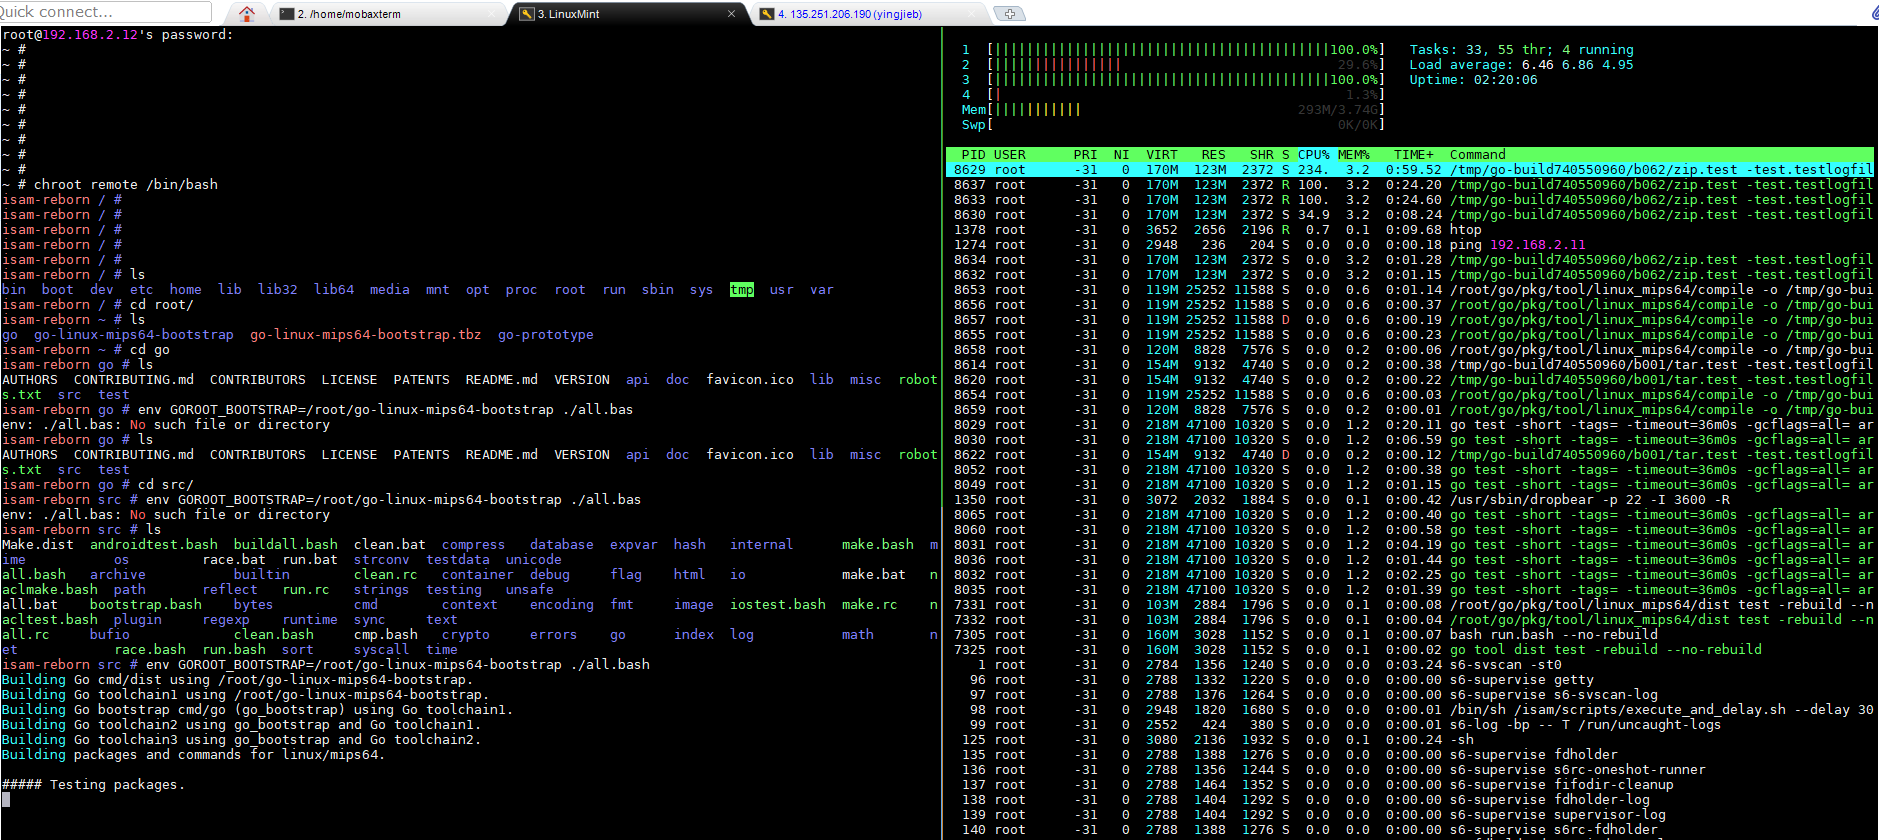 Quick connect...
2. /home/mobaxterm
3. LinuxMint
4. 135.251.206.190 (yingjieb)
root@192.168.2.12's password:
~ #
~ #
~ #
~ #
~ #
~ #
~ #
~ #
~ #
~ # chroot remote /bin/bash
isam-reborn / #
isam-reborn / #
isam-reborn / #
isam-reborn / #
isam-reborn / #
isam-reborn / # ls
bin boot dev etc home lib lib32 lib64 media mnt opt proc root run sbin sys tmp usr var
isam-reborn / # cd root/
isam-reborn ~ # ls
go go-linux-mips64-bootstrap go-linux-mips64-bootstrap.tbz go-prototype
isam-reborn ~ # cd go
isam-reborn go # ls
AUTHORS CONTRIBUTING.md CONTRIBUTORS LICENSE PATENTS README.md VERSION api doc favicon.ico lib misc robot
s.txt src test
isam-reborn go # env GOROOT_BOOTSTRAP=/root/go-linux-mips64-bootstrap ./all.bas
env: ./all.bas: No such file or directory
isam-reborn go # ls
AUTHORS CONTRIBUTING.md CONTRIBUTORS LICENSE PATENTS README.md VERSION api doc favicon.ico lib misc robot
s.txt src test
isam-reborn go # cd src/
isam-reborn src # env GOROOT_BOOTSTRAP=/root/go-linux-mips64-bootstrap ./all.bas
env: ./all.bas: No such file or directory
isam-reborn src # ls
Make.dist androidtest.bash buildall.bash clean.bat compress database expvar hash internal make.bash m
ime os race.bat run.bat strconv testdata unicode
all.bash archive builtin clean.rc container debug flag html io make.bat n
aclmake.bash path reflect run.rc strings testing unsafe
all.bat bootstrap.bash bytes cmd context encoding fmt image iostest.bash make.rc n
acltest.bash plugin regexp runtime sync text
all.rc bufio clean.bash cmp.bash crypto errors go index log math n
et race.bash run.bash sort syscall time
isam-reborn src # env GOROOT_BOOTSTRAP=/root/go-linux-mips64-bootstrap ./all.bash
Building Go cmd/dist using /root/go-linux-mips64-bootstrap.
Building Go toolchain1 using /root/go-linux-mips64-bootstrap.
Building Go bootstrap cmd/go (go_bootstrap) using Go toolchain1.
Building Go toolchain2 using go_bootstrap and Go toolchain1.
Building Go toolchain3 using go_bootstrap and Go toolchain2.
Building packages and commands for linux/mips64.
##### Testing packages.
1 [||||||||||||||||||||||||||||||||||||||||||100.0%] Tasks: 33, 55 thr; 4 running
2 [|||||||||||||||| 29.6%] Load average: 6.46 6.86 4.95
3 [||||||||||||||||||||||||||||||||||||||||||100.0%] Uptime: 02:20:06
4 [| 1.3%]
Mem[||||||||||| 293M/3.74G]
Swp[ 0K/0K]
PID USER PRI NI VIRT RES SHR S CPU% MEM% TIME+ Command
8629 root -31 0 170M 123M 2372 S 234. 3.2 0:59.52 /tmp/go-build740550960/b062/zip.test -test.testlogfil
8637 root -31 0 170M 123M 2372 R 100. 3.2 0:24.20 /tmp/go-build740550960/b062/zip.test -test.testlogfil
8633 root -31 0 170M 123M 2372 R 100. 3.2 0:24.60 /tmp/go-build740550960/b062/zip.test -test.testlogfil
8630 root -31 0 170M 123M 2372 S 34.9 3.2 0:08.24 /tmp/go-build740550960/b062/zip.test -test.testlogfil
1378 root -31 0 3652 2656 2196 R 0.7 0.1 0:09.68 htop
1274 root -31 0 2948 236 204 S 0.0 0.0 0:00.18 ping 192.168.2.11
8634 root -31 0 170M 123M 2372 S 0.0 3.2 0:01.28 /tmp/go-build740550960/b062/zip.test -test.testlogfil
8632 root -31 0 170M 123M 2372 S 0.0 3.2 0:01.15 /tmp/go-build740550960/b062/zip.test -test.testlogfil
8653 root -31 0 119M 25252 11588 S 0.0 0.6 0:01.14 /root/go/pkg/tool/linux_mips64/compile -o /tmp/go-bui
8656 root -31 0 119M 25252 11588 S 0.0 0.6 0:00.37 /root/go/pkg/tool/linux_mips64/compile -o /tmp/go-bui
8657 root -31 0 119M 25252 11588 D 0.0 0.6 0:00.19 /root/go/pkg/tool/linux_mips64/compile -o /tmp/go-bui
8655 root -31 0 119M 25252 11588 S 0.0 0.6 0:00.23 /root/go/pkg/tool/linux_mips64/compile -o /tmp/go-bui
8658 root -31 0 120M 8828 7576 S 0.0 0.2 0:00.06 /root/go/pkg/tool/linux_mips64/compile -o /tmp/go-bui
8614 root -31 0 154M 9132 4740 S 0.0 0.2 0:00.38 /tmp/go-build740550960/b001/tar.test -test.testlogfil
8620 root -31 0 154M 9132 4740 S 0.0 0.2 0:00.22 /tmp/go-build740550960/b001/tar.test -test.testlogfil
8654 root -31 0 119M 25252 11588 S 0.0 0.6 0:00.03 /root/go/pkg/tool/linux_mips64/compile -o /tmp/go-bui
8659 root -31 0 120M 8828 7576 S 0.0 0.2 0:00.01 /root/go/pkg/tool/linux_mips64/compile -o /tmp/go-bui
8029 root -31 0 218M 47100 10320 S 0.0 1.2 0:20.11 go test -short -tags= -timeout=36m0s -gcflags=all= ar
8030 root -31 0 218M 47100 10320 S 0.0 1.2 0:06.59 go test -short -tags= -timeout=36m0s -gcflags=all= ar
8622 root -31 0 154M 9132 4740 D 0.0 0.2 0:00.12 /tmp/go-build740550960/b001/tar.test -test.testlogfil
8052 root -31 0 218M 47100 10320 S 0.0 1.2 0:00.38 go test -short -tags= -timeout=36m0s -gcflags=all= ar
8049 root -31 0 218M 47100 10320 S 0.0 1.2 0:01.15 go test -short -tags= -timeout=36m0s -gcflags=all= ar
1350 root -31 0 3072 2032 1884 S 0.0 0.1 0:00.42 /usr/sbin/dropbear -p 22 -I 3600 -R
8065 root -31 0 218M 47100 10320 S 0.0 1.2 0:00.40 go test -short -tags= -timeout=36m0s -gcflags=all= ar
8060 root -31 0 218M 47100 10320 S 0.0 1.2 0:00.58 go test -short -tags= -timeout=36m0s -gcflags=all= ar
8031 root -31 0 218M 47100 10320 S 0.0 1.2 0:04.19 go test -short -tags= -timeout=36m0s -gcflags=all= ar
8036 root -31 0 218M 47100 10320 S 0.0 1.2 0:01.44 go test -short -tags= -timeout=36m0s -gcflags=all= ar
8032 root -31 0 218M 47100 10320 S 0.0 1.2 0:02.25 go test -short -tags= -timeout=36m0s -gcflags=all= ar
8035 root -31 0 218M 47100 10320 S 0.0 1.2 0:01.39 go test -short -tags= -timeout=36m0s -gcflags=all= ar
7331 root -31 0 103M 2884 1796 S 0.0 0.1 0:00.08 /root/go/pkg/tool/linux_mips64/dist test -rebuild --n
7332 root -31 0 103M 2884 1796 S 0.0 0.1 0:00.04 /root/go/pkg/tool/linux_mips64/dist test -rebuild --n
7305 root -31 0 160M 3028 1152 S 0.0 0.1 0:00.07 bash run.bash --no-rebuild
7325 root -31 0 160M 3028 1152 S 0.0 0.1 0:00.02 go tool dist test -rebuild --no-rebuild
1 root -31 0 2784 1356 1240 S 0.0 0.0 0:03.24 s6-svscan -st0
96 root -31 0 2788 1332 1220 S 0.0 0.0 0:00.00 s6-supervise getty
97 root -31 0 2788 1376 1264 S 0.0 0.0 0:00.00 s6-supervise s6-svscan-log
98 root -31 0 2948 1820 1680 S 0.0 0.0 0:00.01 /bin/sh /isam/scripts/execute_and_delay.sh --delay 30
99 root -31 0 2552 424 380 S 0.0 0.0 0:00.01 s6-log -bp -- T /run/uncaught-logs
125 root -31 0 3080 2136 1932 S 0.0 0.1 0:00.24 -sh
135 root -31 0 2788 1388 1276 S 0.0 0.0 0:00.00 s6-supervise fdholder
136 root -31 0 2788 1356 1244 S 0.0 0.0 0:00.00 s6-supervise s6rc-oneshot-runner
137 root -31 0 2788 1464 1352 S 0.0 0.0 0:00.00 s6-supervise fifodir-cleanup
138 root -31 0 2788 1404 1292 S 0.0 0.0 0:00.00 s6-supervise fdholder-log
139 root -31 0 2788 1404 1292 S 0.0 0.0 0:00.00 s6-supervise supervisor-log
140 root -31 0 2788 1388 1276 S 0.0 0.0 0:00.00 s6-supervise s6rc-fdholder